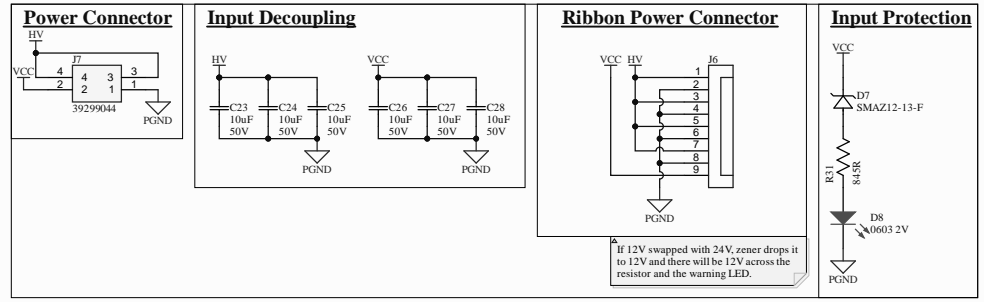 Power Connector
HV
J7
VCC
4
4
3
3
2
2
1
1
39299044
PGND
Input Decoupling
HV
VCC
C23
10uF
50V
C24
10uF
50V
C25
10uF
50V
C26
10uF
50V
C27
10uF
50V
C28
10uF
50V
PGND
PGND
Ribbon Power Connector
VCC
HV
J6
1
2
3
4
5
6
7
8
9
PGND
If 12V swapped with 24V, zener drops it
to 12V and there will be 12V across the
resistor and the warning LED.
Input Protection
VCC
D7
SMAZ12-13-F
R31
845R
D8
0603 2V
PGND